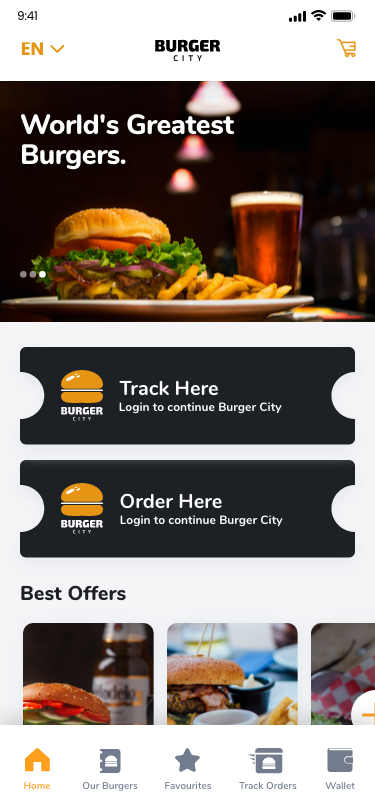 9:41
EN
BURGER
CITY
World's Greatest
Burgers.
Track Here
Login to continue Burger City
BURGER
CITY
Order Here
Login to continue Burger City
BURGER
CITY
Best Offers
Home
Our Burgers
Favourites
Track Orders
Wallet